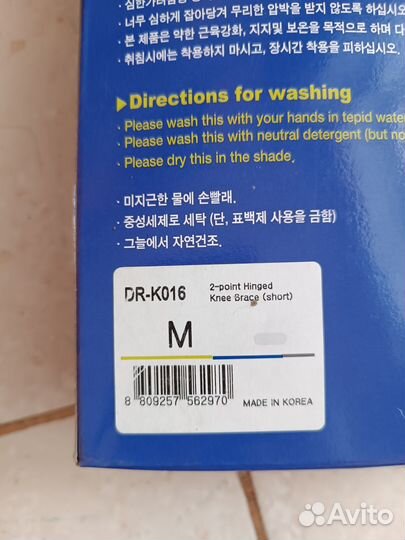 · 너무 심하게 잡아당겨 무리한 압박을 받지 않도록 하십시오
· 본 제품은 약한 근육강화, 지지및 보온을 목적으로 하며 다
· 취침시에는 착용하지 마시고, 장시간 착용을 피하십시오.
▶Directions for washing
· Please wash this with your hands in tepid water
· Please wash this with neutral detergent (but no
· Please dry this in the shade.
· 미지근한 물에 손빨래.
· 중성세제로 세탁 (단, 표백제 사용을 금함)
· 그늘에서 자연건조.
DR-K016 2-point Hinged
Knee Brace (short)
M
8 809257 562970 MADE IN KOREA
Avito